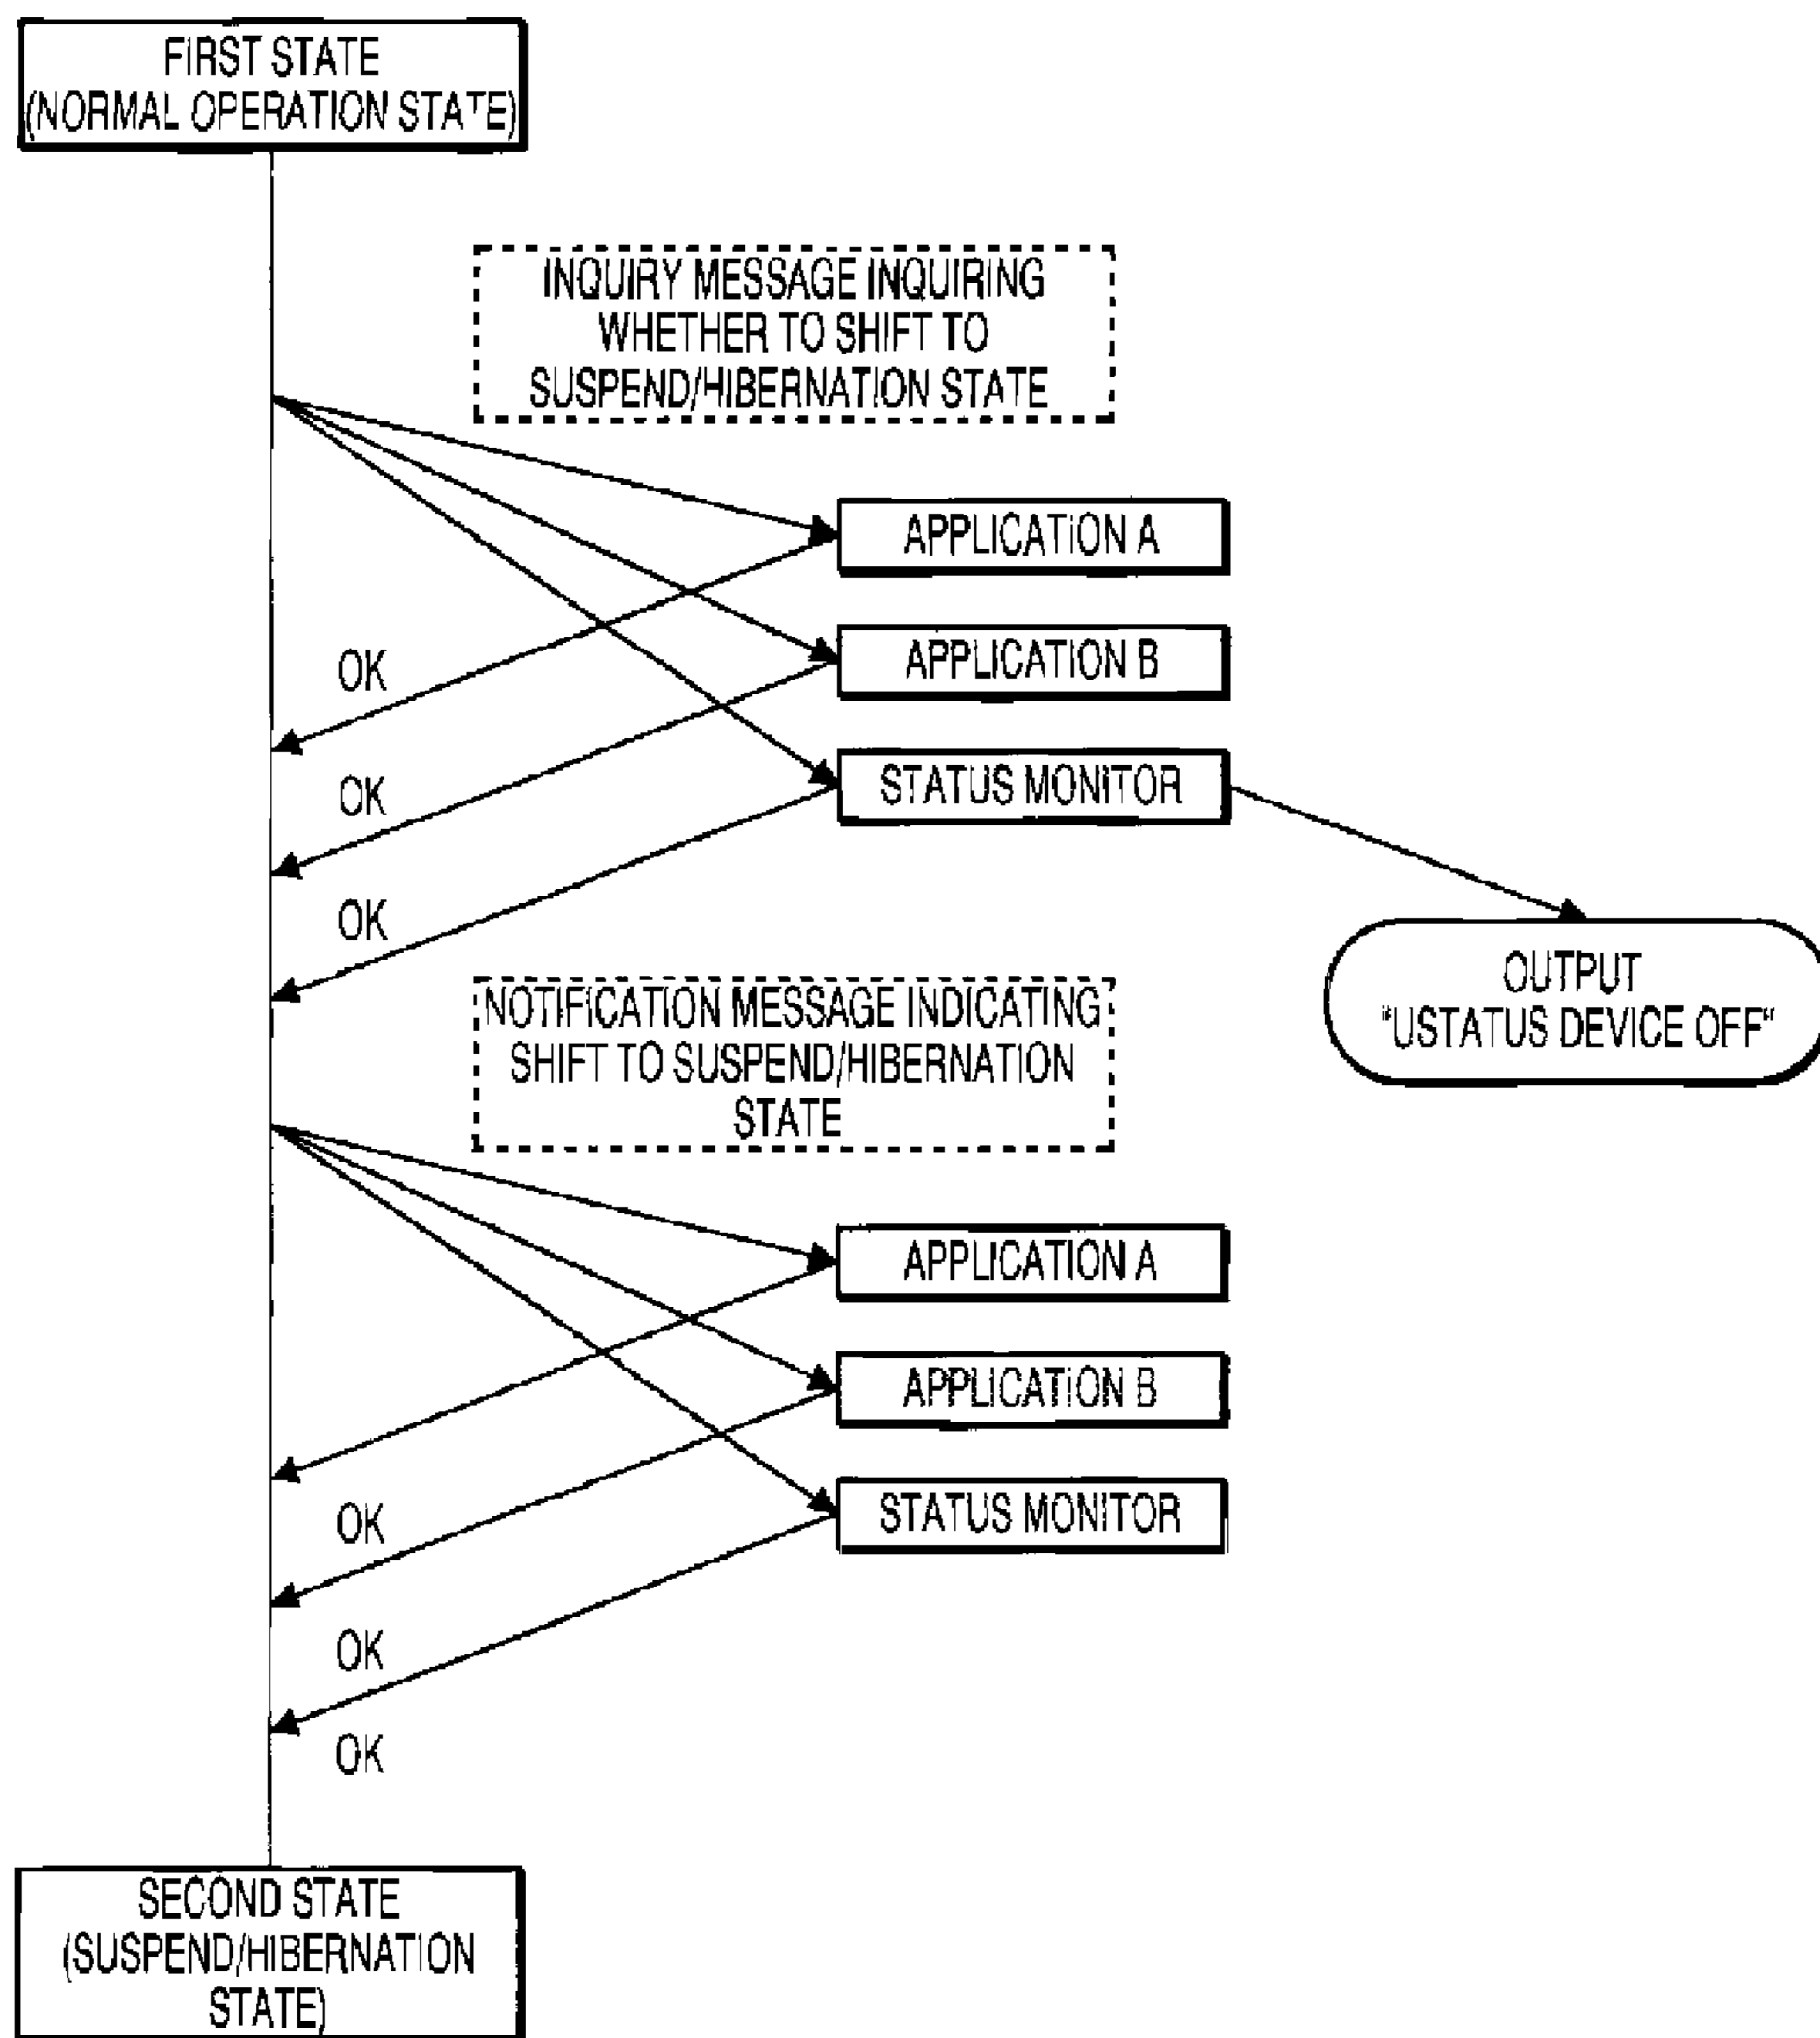 FIRST STATE
(NORMAL OPERATION STATE)
INQUIRY MESSAGE INQUIRING
WHETHER TO SHIFT TO
SUSPEND/HIBERNATION STATE
APPLICATION A
APPLICATION B
OK
STATUS MONITOR
OK
OK
OUTPUT
"USTATUS DEVICE OFF"
NOTIFICATION MESSAGE INDICATING
SHIFT TO SUSPEND/HIBERNATION
STATE
APPLICATION A
APPLICATION B
STATUS MONITOR
OK
OK
OK
SECOND STATE
(SUSPEND/HIBERNATION
STATE)